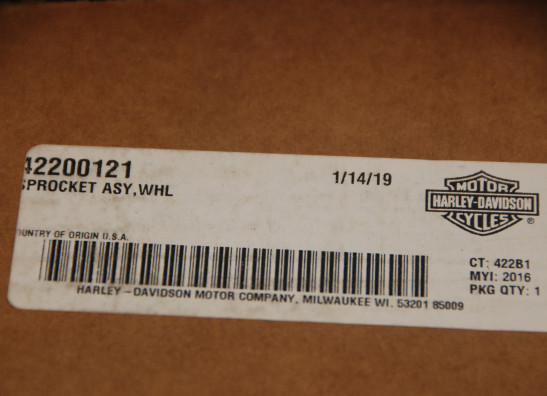 42200121
SPROCKET ASY,WHL
1/14/19
MOTOR
HARLEY-DAVIDSON
CYCLES
®
COUNTRY OF ORIGIN U.S.A.
CT: 422B1
MYI: 2016
PKG QTY: 1
HARLEY-DAVIDSON MOTOR COMPANY, MILWAUKEE WI. 53201 85009